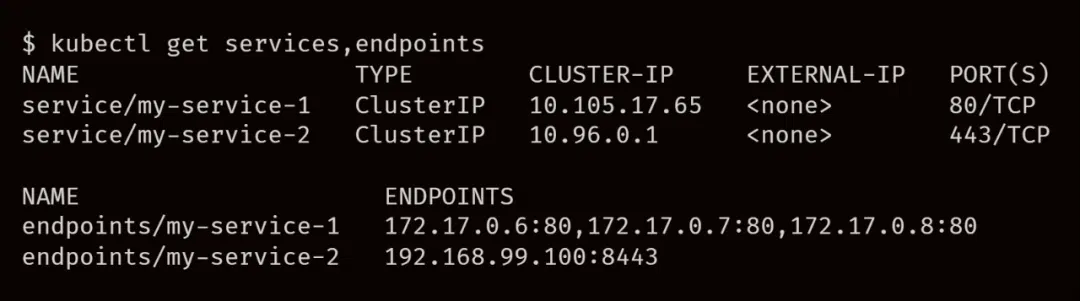 $ kubectl get services,endpoints
NAME TYPE CLUSTER-IP EXTERNAL-IP PORT(S)
service/my-service-1 ClusterIP 10.105.17.65 <none> 80/TCP
service/my-service-2 ClusterIP 10.96.0.1 <none> 443/TCP
NAME ENDPOINTS
endpoints/my-service-1 172.17.0.6:80,172.17.0.7:80,172.17.0.8:80
endpoints/my-service-2 192.168.99.100:8443